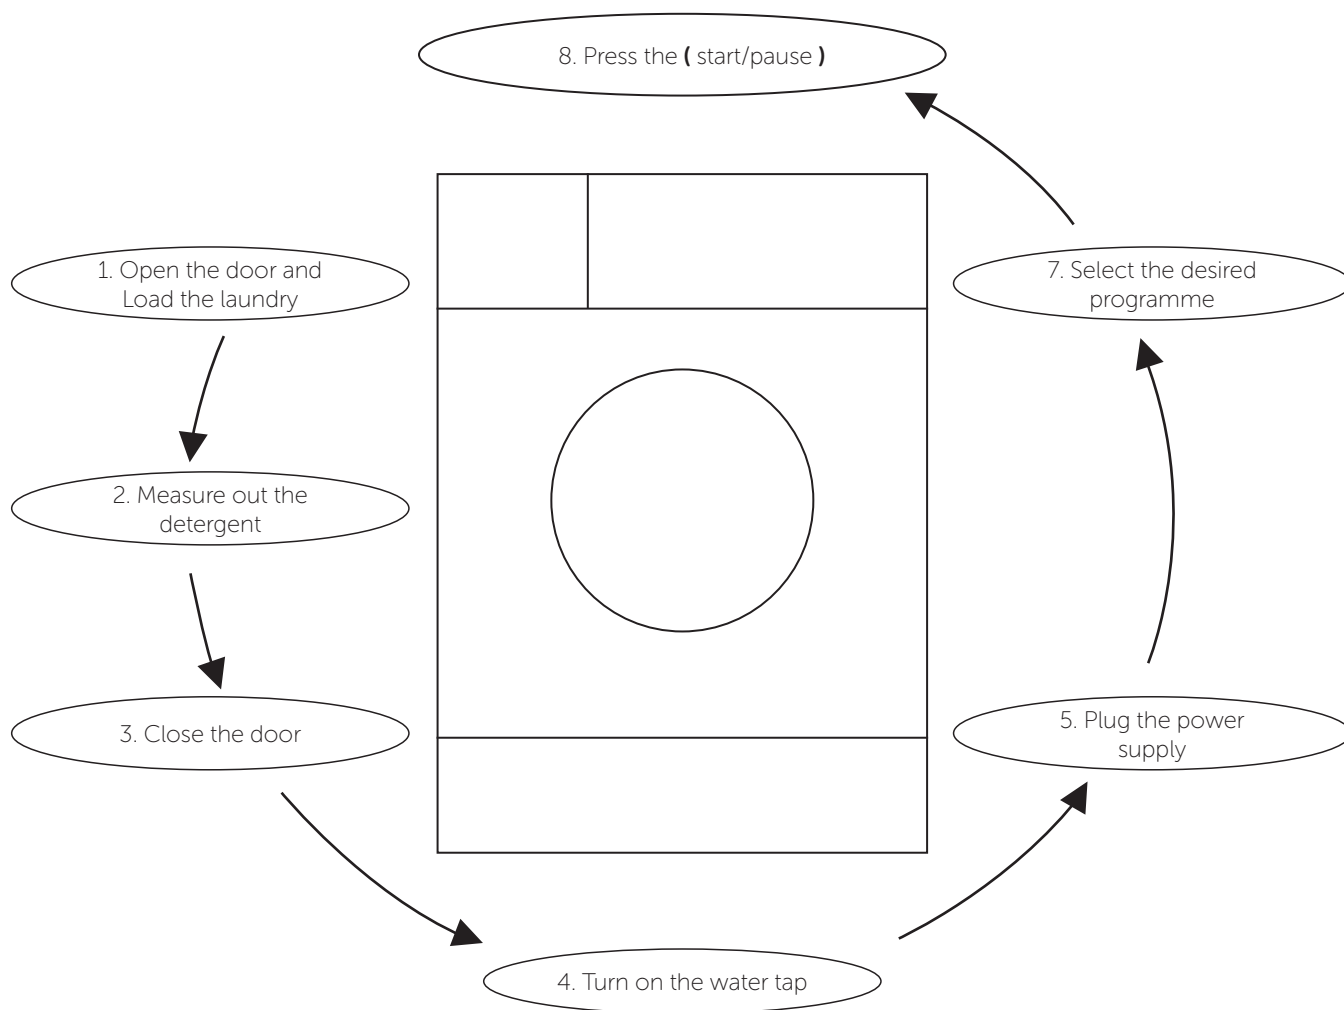 8. Press the ( start/pause )
1. Open the door and
Load the laundry
7. Select the desired
programme
2. Measure out the
detergent
3. Close the door
5. Plug the power
supply
4. Turn on the water tap